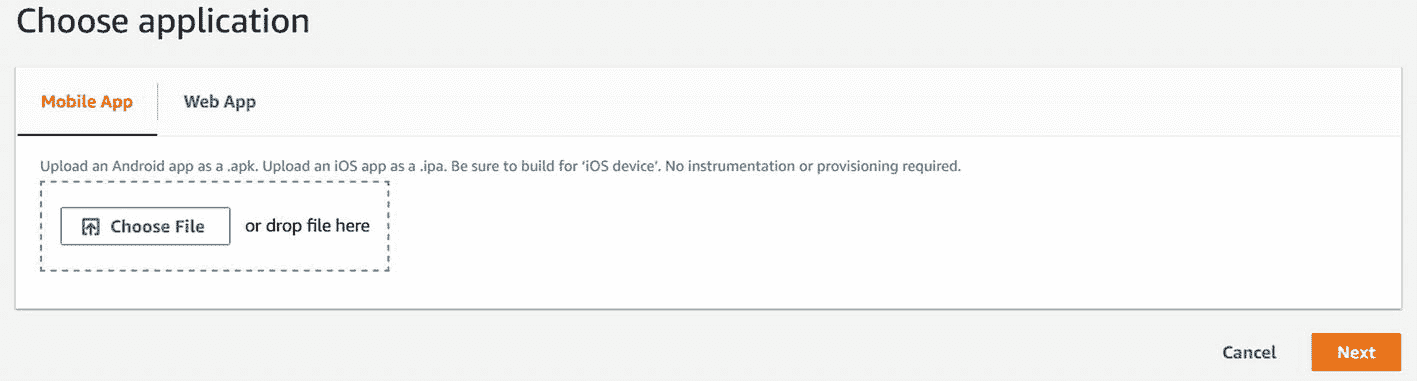 Choose application
Mobile App
Web App
Upload an Android app as a .apk. Upload an iOS app as a .ipa. Be sure to build for ‘iOS device’. No instrumentation or provisioning required.
Choose File or drop file here
Cancel Next